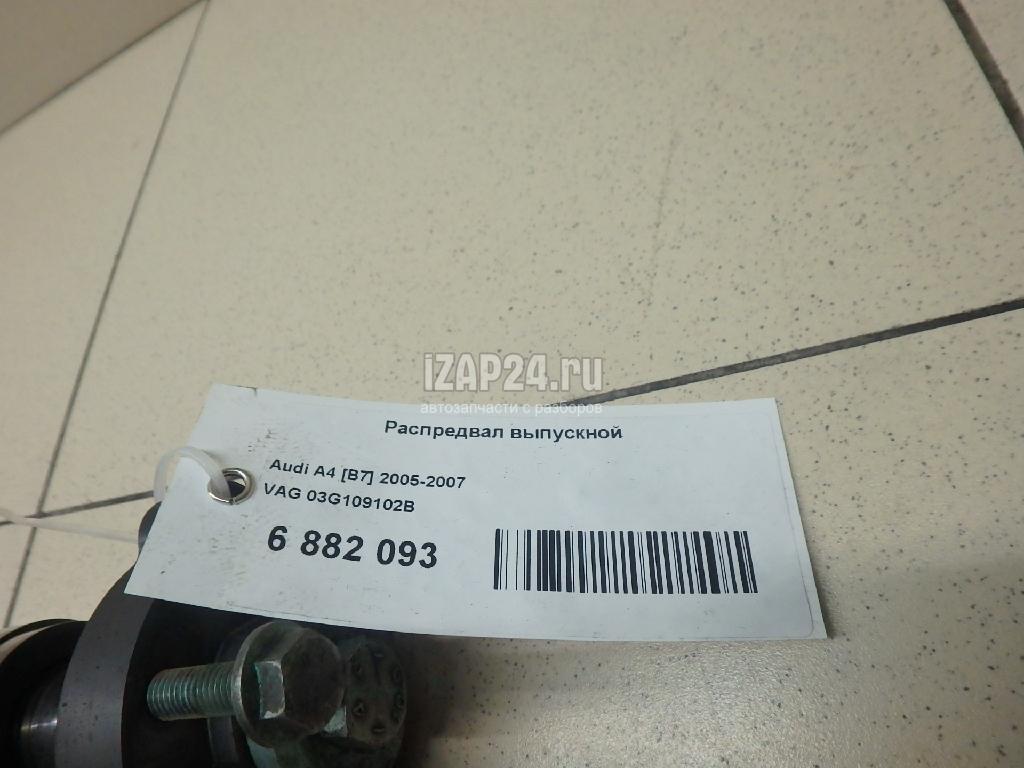 iZAP24.ru
автозапчасти с разборов
Распредвал выпускной
Audi A4 [B7] 2005-2007
VAG 03G109102B
6 882 093